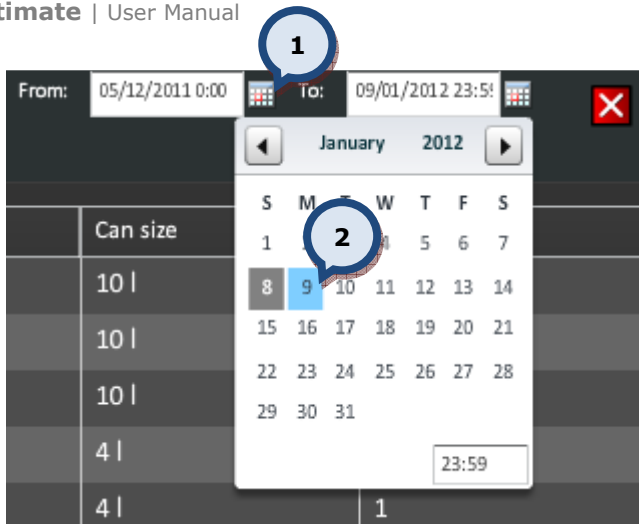 timate | User Manual
1
From: 05/12/2011 0:00 To: 09/01/2012 23:5
January 2012
S M W T F S
2
1 5 6 7
8 9 10 11 12 13 14
15 16 17 18 19 20 21
22 23 24 25 26 27 28
29 30 31
23:59
Can size
10 l
10 l
10 l
4 l
4 l 1